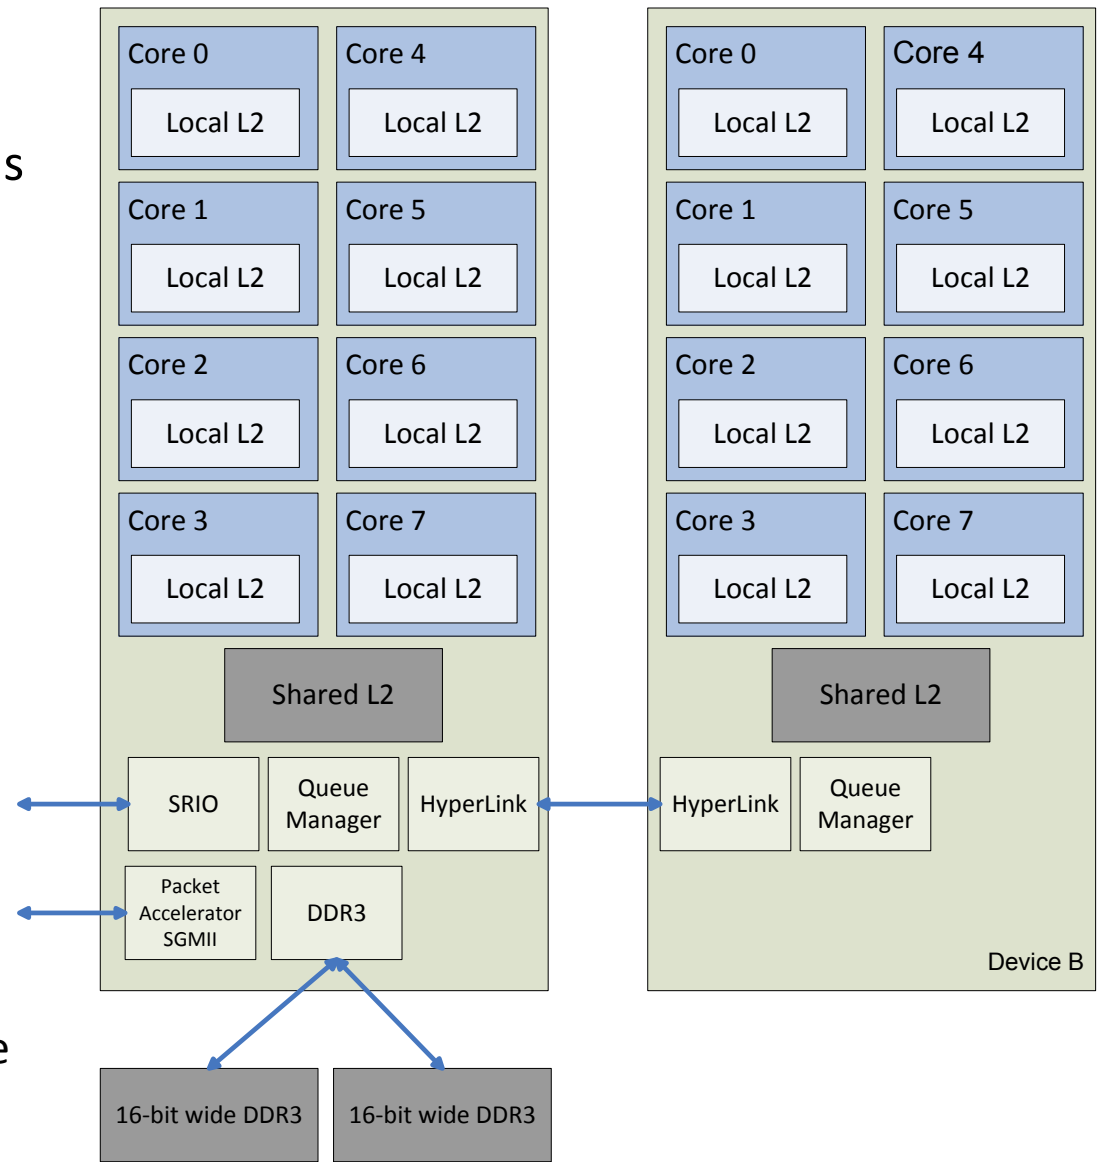 Core 0
Local L2
Core 4
Local L2
Core 1
Local L2
Core 5
Local L2
Core 2
Local L2
Core 6
Local L2
Core 3
Local L2
Core 7
Local L2
Shared L2
SRIO
Queue
Manager
HyperLink
Packet
Accelerator
SGMII
DDR3
16-bit wide DDR3
16-bit wide DDR3
Core 0
Local L2
Core 4
Local L2
Core 1
Local L2
Core 5
Local L2
Core 2
Local L2
Core 6
Local L2
Core 3
Local L2
Core 7
Local L2
Shared L2
HyperLink
Queue
Manager
Device B
s
e